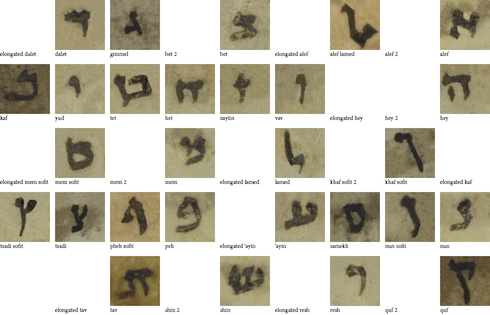 א ﭏ ב ג ד
elongated dalet dalet gimmel bet 2 bet elongated alef alef lamed alef 2 alef
ה ו ז ח ט י כ
kaf yud tet het zayiin vav elongated hey hey 2 hey
ך ל מ ם
elongated mem sofit mem sofit mem 2 mem elongated lamed lamed khaf sofit 2 khaf sofit elongated kaf
נ ן ס ע פ ף צ ץ
tsadi sofit tsadi pheh sofit peh elongated 'ayin 'ayin samekh nun sofit nun
ק ר ש ת
elongated tav tav shin 2 shin elongated resh resh quf 2 quf